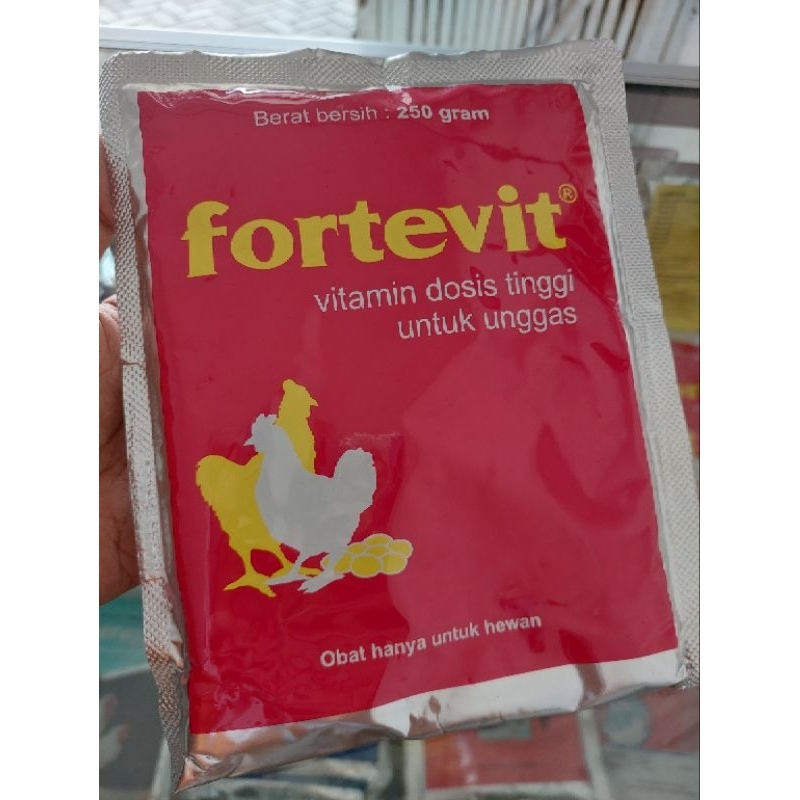 Berat bersih : 250 gram
fortevit®
vitamin dosis tinggi
untuk unggas
Obat hanya untuk hewan